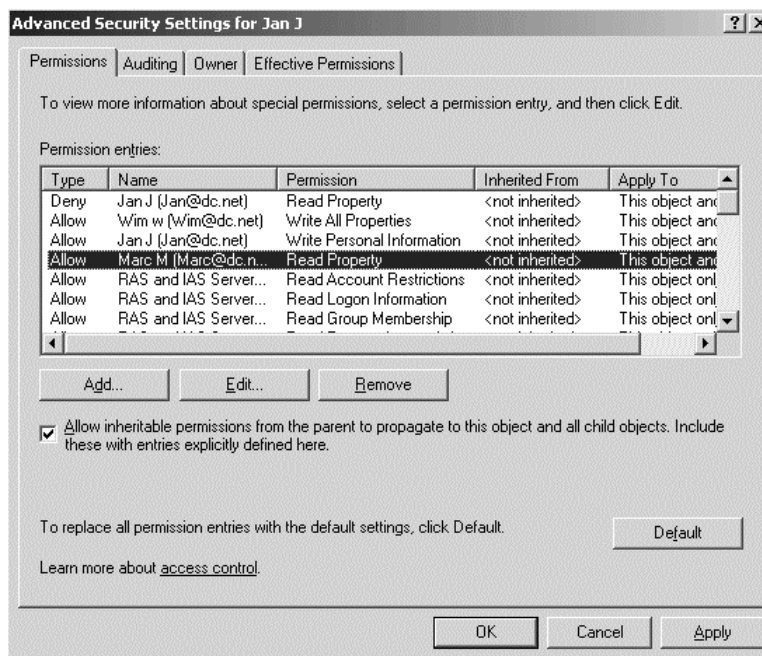 Advanced Security Settings for Jan J
Permissions Auditing Owner Effective Permissions
To view more information about special permissions, select a permission entry, and then click Edit.
Permission entries:
Type Name Permission Inherited From Apply To
Deny Jan J (Jan@dc.net) Read Property <not inherited> This object and
Allow Wim w (Wim@dc.net) Write All Properties <not inherited> This object and
Allow Jan J (Jan@dc.net) Write Personal Information <not inherited> This object and
Allow Marc M (Marc@dc.n... Read Property <not inherited> This object and
Allow RAS and IAS Server... Read Account Restrictions <not inherited> This object onl
Allow RAS and IAS Server... Read Logon Information <not inherited> This object onl
Allow RAS and IAS Server... Read Group Membership <not inherited> This object onl
Add... Edit... Remove
Allow inheritable permissions from the parent to propagate to this object and all child objects. Include
these with entries explicitly defined here.
To replace all permission entries with the default settings, click Default.
Default
Learn more about access control.
OK Cancel Apply